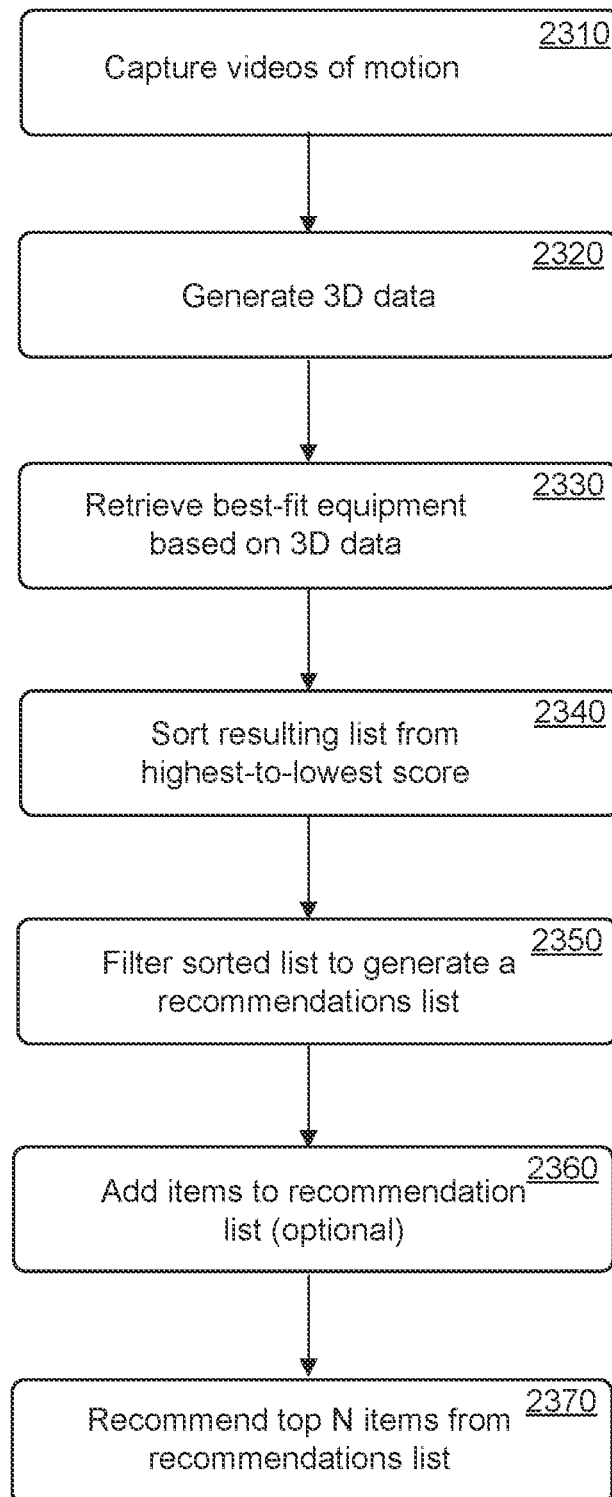 2310
Capture videos of motion
2320
Generate 3D data
2330
Retrieve best-fit equipment
based on 3D data
2340
Sort resulting list from
highest-to-lowest score
2350
Filter sorted list to generate a
recommendations list
2360
Add items to recommendation
list (optional)
2370
Recommend top N items from
recommendations list